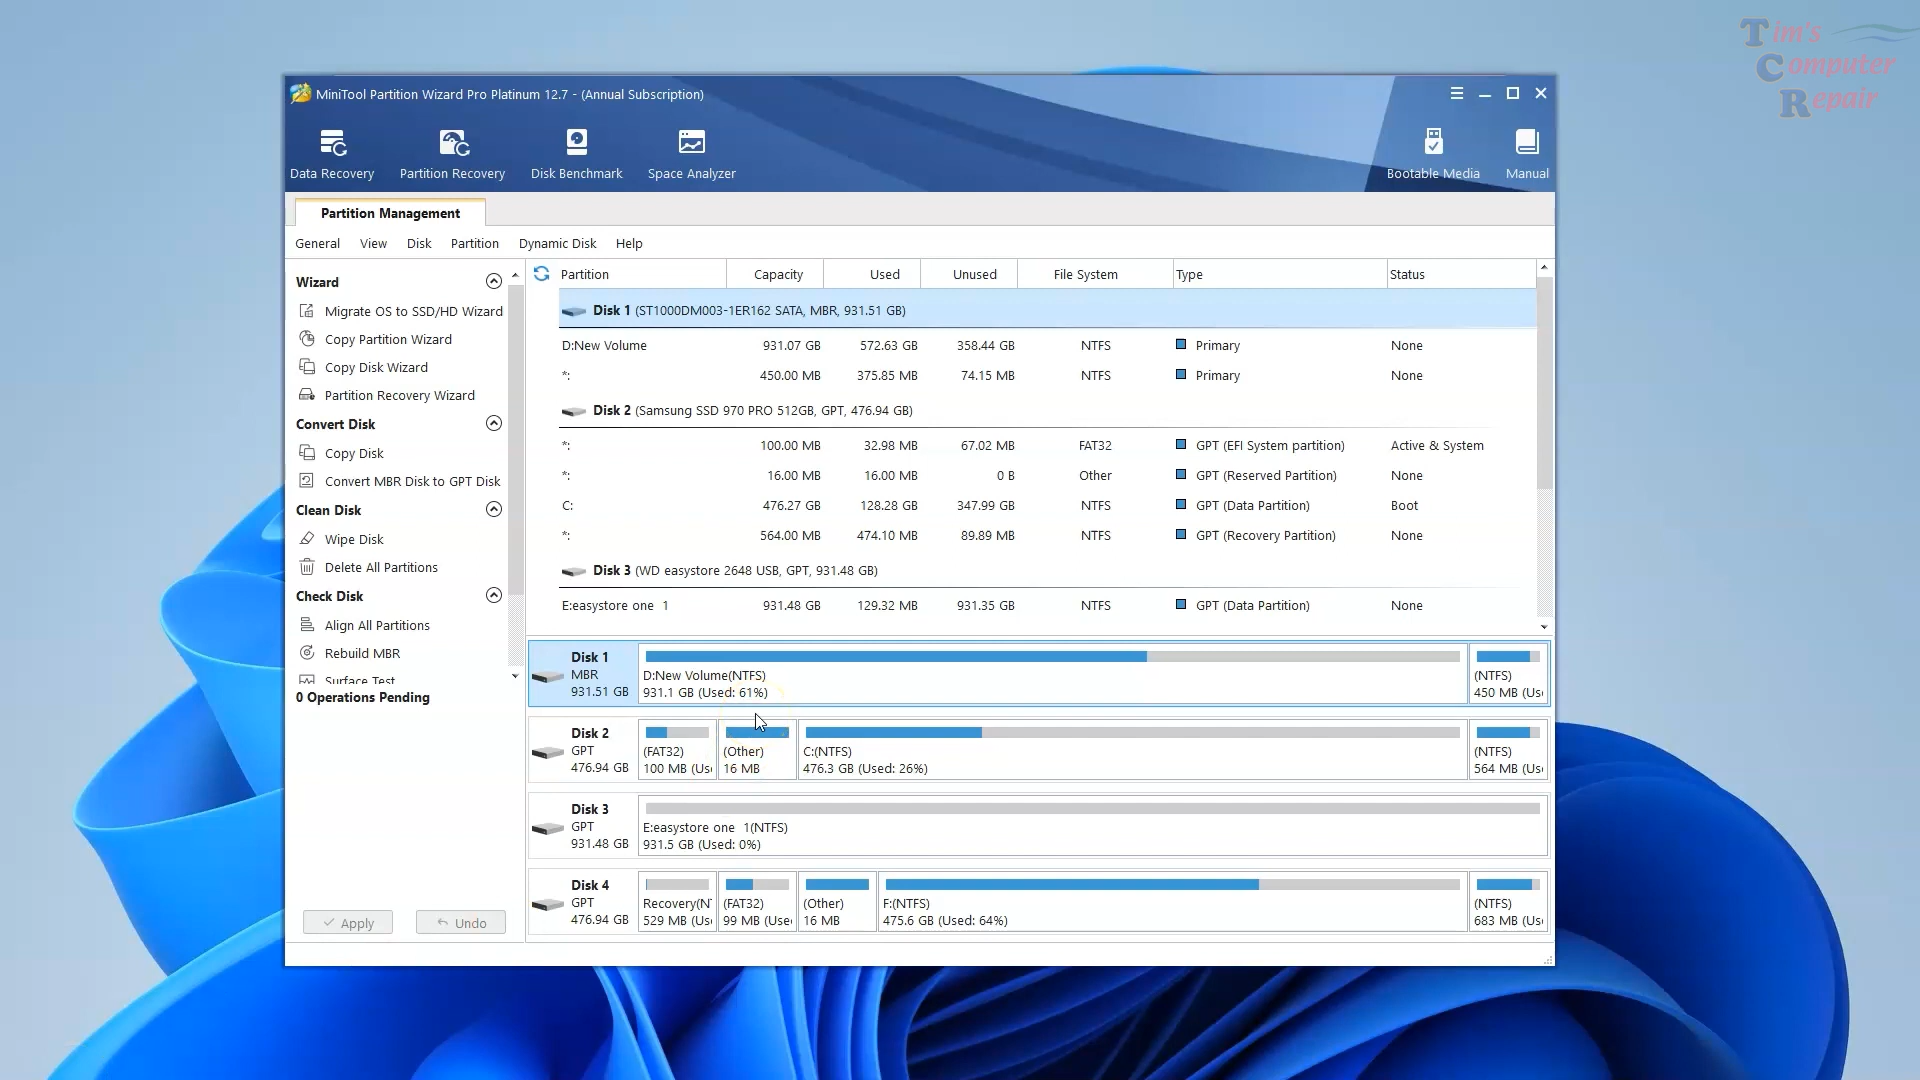 Tim's
Computer
Repair
MiniTool Partition Wizard Pro Platinum 12.7 - (Annual Subscription)
Data Recovery Partition Recovery Disk Benchmark Space Analyzer Bootable Media Manual
Partition Management
General View Disk Partition Dynamic Disk Help
Wizard
Migrate OS to SSD/HD Wizard
Copy Partition Wizard
Copy Disk Wizard
Partition Recovery Wizard
Convert Disk
Copy Disk
Convert MBR Disk to GPT Disk
Clean Disk
Wipe Disk
Delete All Partitions
Check Disk
Align All Partitions
Rebuild MBR
Surface Test
0 Operations Pending
Apply Undo
Partition Capacity Used Unused File System Type Status
Disk 1 (ST1000DM003-1ER162 SATA, MBR, 931.51 GB)
D:New Volume 931.07 GB 572.63 GB 358.44 GB NTFS Primary None
*: 450.00 MB 375.85 MB 74.15 MB NTFS Primary None
Disk 2 (Samsung SSD 970 PRO 512GB, GPT, 476.94 GB)
*: 100.00 MB 32.98 MB 67.02 MB FAT32 GPT (EFI System partition) Active & System
*: 16.00 MB 16.00 MB 0 B Other GPT (Reserved Partition) None
C: 476.27 GB 128.28 GB 347.99 GB NTFS GPT (Data Partition) Boot
*: 564.00 MB 474.10 MB 89.89 MB NTFS GPT (Recovery Partition) None
Disk 3 (WD easystore 2648 USB, GPT, 931.48 GB)
E:easystore one  1 931.48 GB 129.32 MB 931.35 GB NTFS GPT (Data Partition) None
Disk 1
MBR
931.51 GB
D:New Volume(NTFS)
931.1 GB (Used: 61%)
(NTFS)
450 MB (Us
Disk 2
GPT
476.94 GB
(FAT32)
100 MB (Us
(Other)
16 MB
C:(NTFS)
476.3 GB (Used: 26%)
(NTFS)
564 MB (Us
Disk 3
GPT
931.48 GB
E:easystore one  1(NTFS)
931.5 GB (Used: 0%)
Disk 4
GPT
476.94 GB
Recovery(N
529 MB (Us
(FAT32)
99 MB (Use
(Other)
16 MB
F:(NTFS)
475.6 GB (Used: 64%)
(NTFS)
683 MB (Us